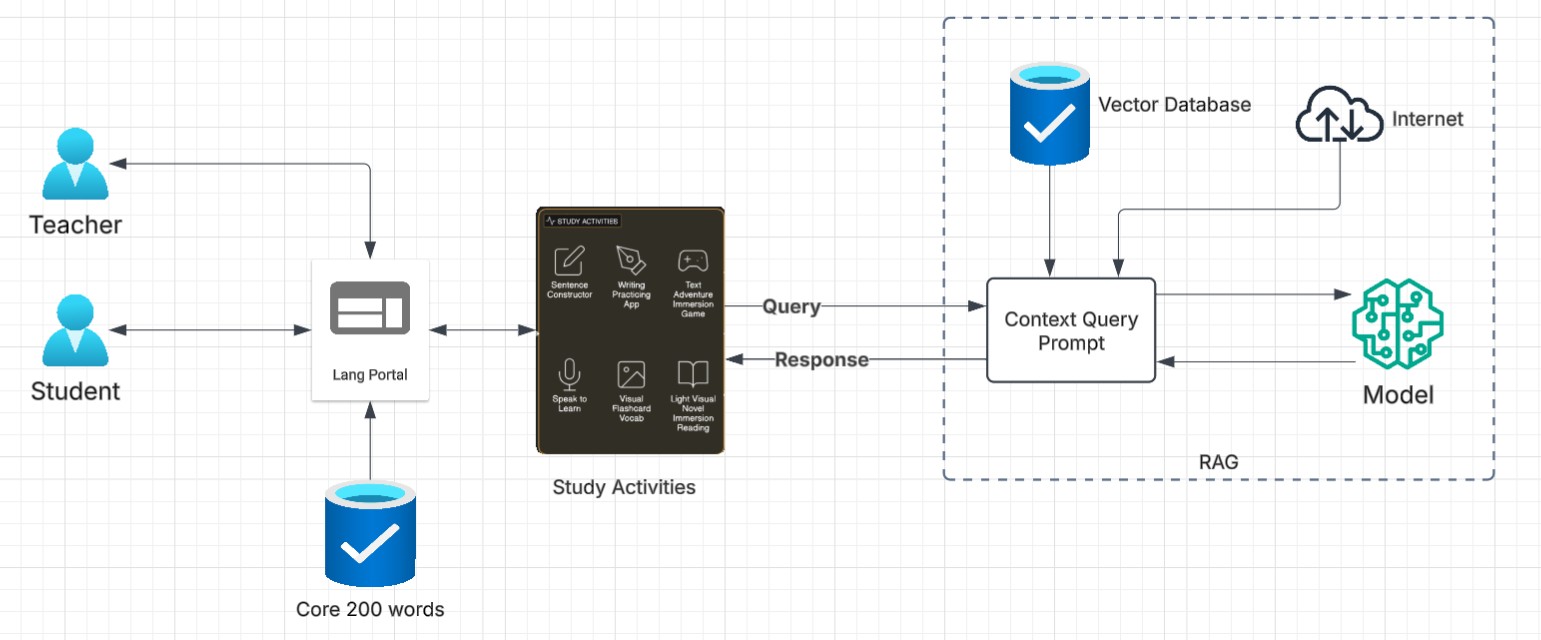 Vector Database
Internet
Teacher
STUDY ACTIVITIES
Sentence
Constructor
Writing
Practicing
App
Text
Adventure
Immersion
Game
Query
Context Query
Prompt
Lang Portal
Student
Response
Speak to
Learn
Visual
Flashcard
Vocab
Light Visual
Novel
Immersion
Reading
Model
RAG
Study Activities
Core 200 words